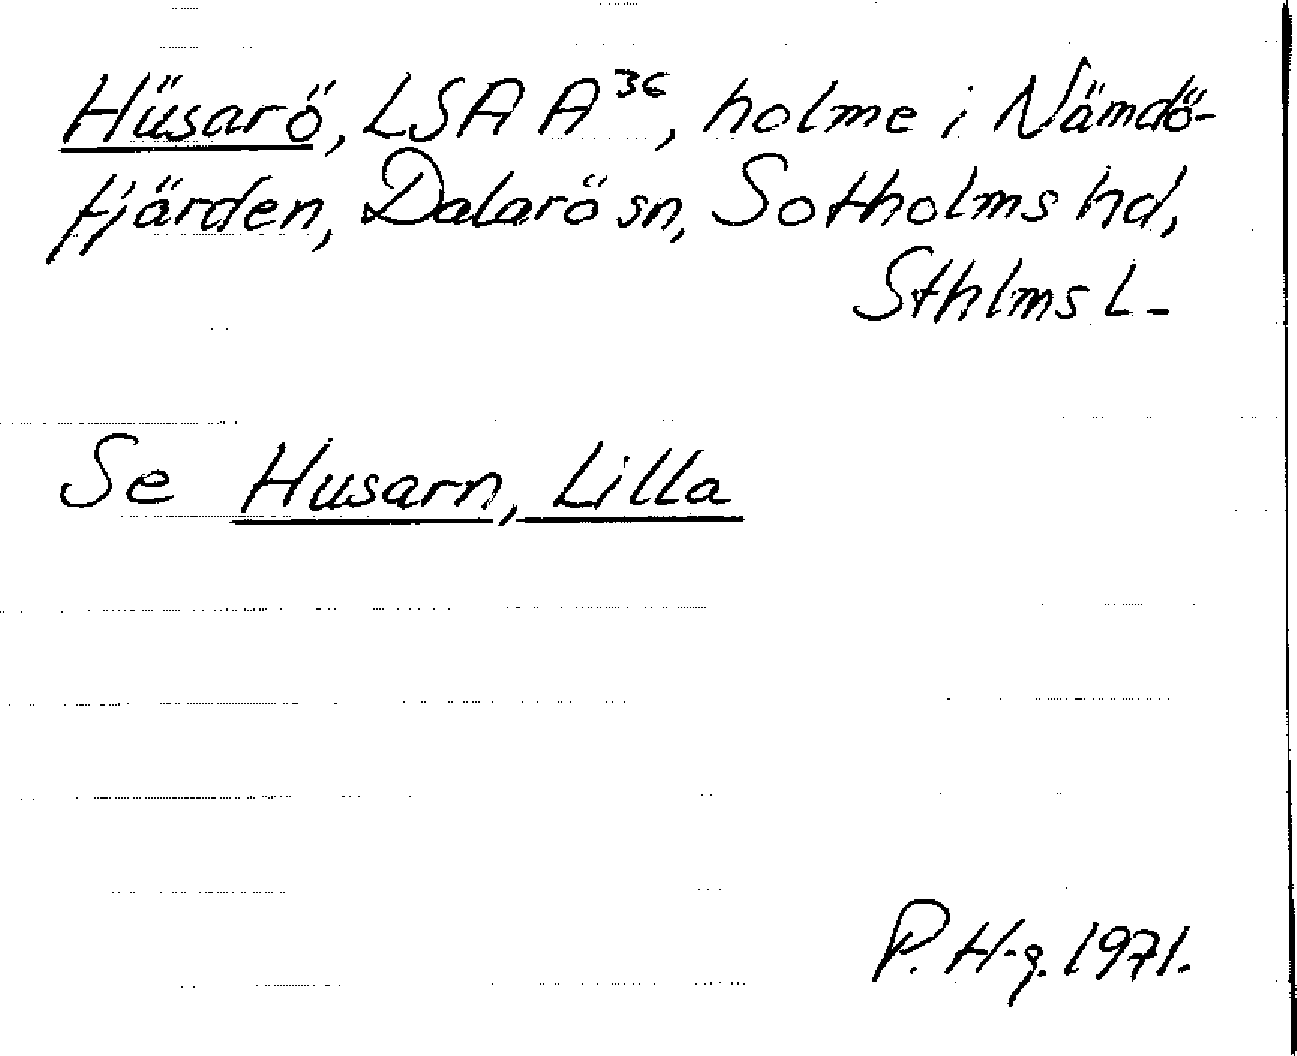 Hüsarö, LSA A³⁶, holme i Nämdö-
fjärden, Dalarö sn, Sotholms hd,
Sthlms L-
Se Husarn, Lilla
P. H-g. 1971.